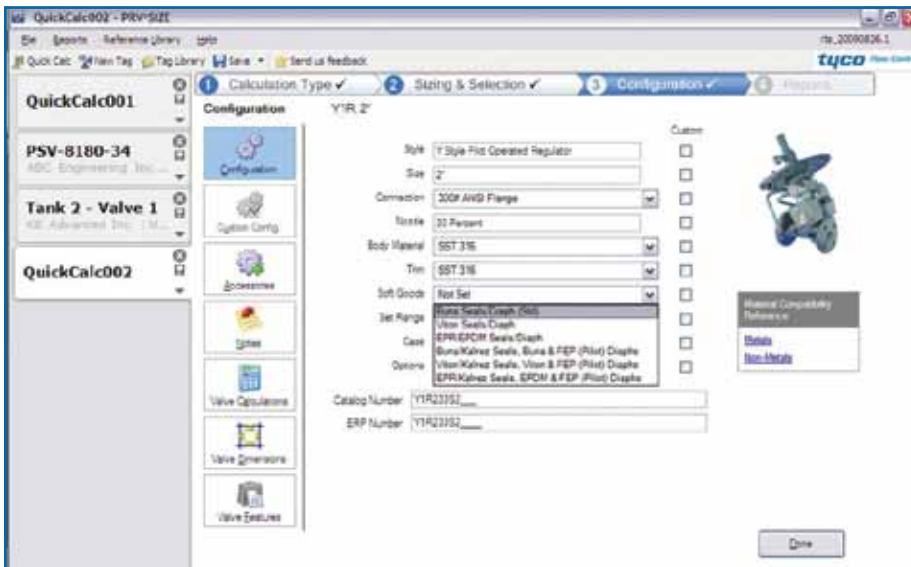 QuickCalc002 - PRV²SIZE
File Reports Reference Library Help
Quick Calc New Tag Tag Library Save Send us feedback
tyco
QuickCalc001
PSV-8180-34
ABC Engineering Inc...
Tank 2 - Valve 1
QuickCalc002
1 Calculation Type ✓ 2 Sizing & Selection ✓ 3 Configuration ✓ 4 Reports
Configuration
Y1R 2"
Configuration
Custom Config.
Accessories
Notes
Valve Calculations
Valve Dimensions
Valve Features
Custom
Style Y Style Pilot Operated Regulator
Size 2"
Connection 300# ANSI Flange
Nozzle
Body Material SST 316
Trim SST 316
Soft Goods Not Set
Buna Seals/Diaph (Std)
Viton Seals/Diaph
EPR/EPDM Seals/Diaph
Buna/Kalrez Seals, Buna & FEP (Pilot) Diaphs
Viton/Kalrez Seals, Viton & FEP (Pilot) Diaphs
EPR/Kalrez Seals, EPDM & FEP (Pilot) Diaphs
Set Range
Case
Options
Catalog Number Y1R233S2___
ERP Number Y1R233S2____
Material Compatibility
Reference
Metals
Non-Metals
Done